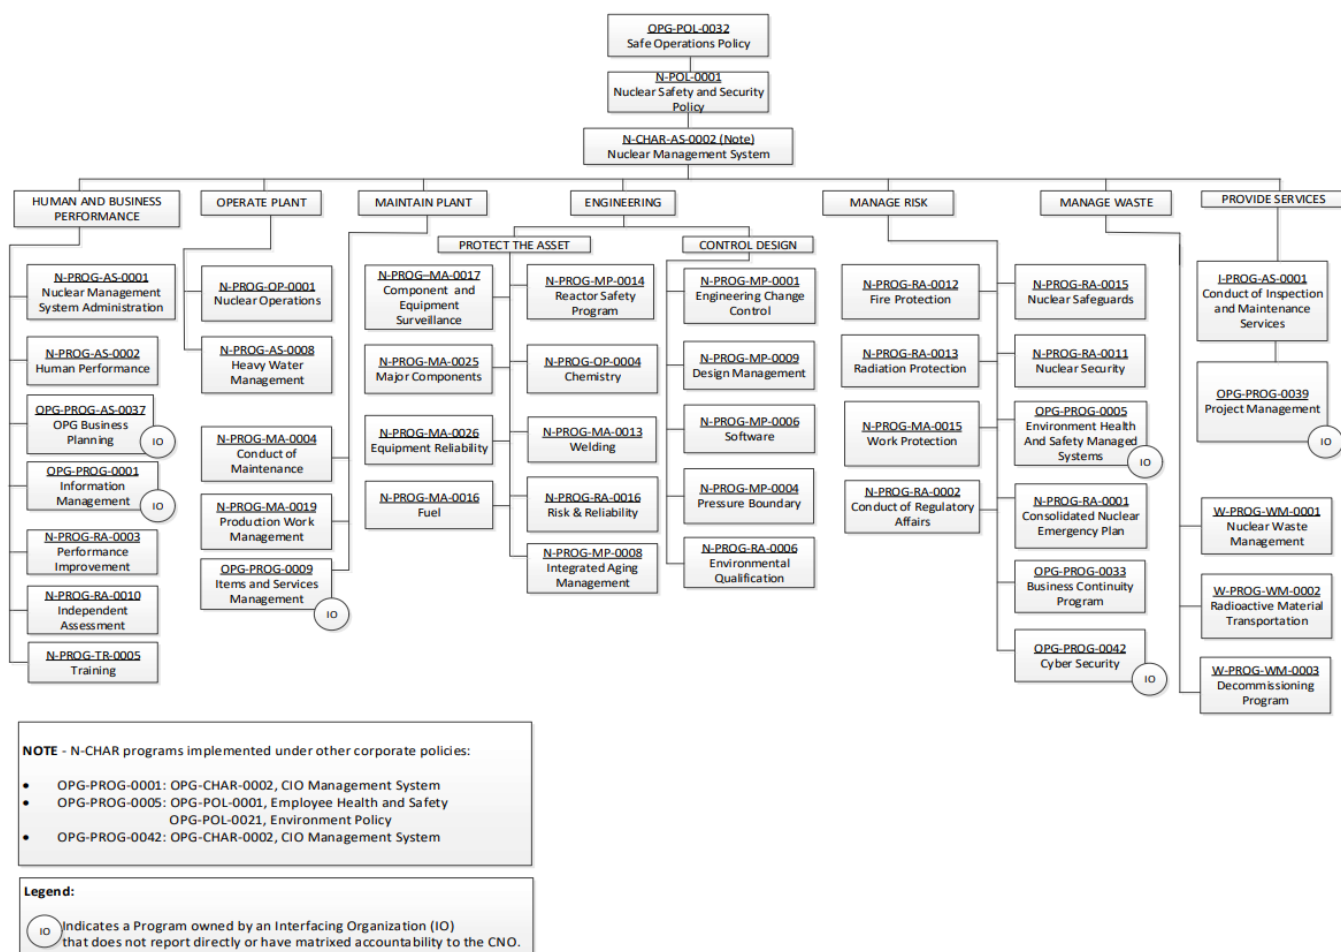 OPG-POL-0032
Safe Operations Policy
N-POL-0001
Nuclear Safety and Security
Policy
N-CHAR-AS-0002 (Note)
Nuclear Management System
HUMAN AND BUSINESS
PERFORMANCE
OPERATE PLANT
MAINTAIN PLANT
ENGINEERING
MANAGE RISK
MANAGE WASTE
PROVIDE SERVICES
PROTECT THE ASSET
CONTROL DESIGN
N-PROG-AS-0001
Nuclear Management
System Administration
N-PROG-AS-0002
Human Performance
OPG-PROG-AS-0037
OPG Business
Planning
IO
OPG-PROG-0001
Information
Management
IO
N-PROG-RA-0003
Performance
Improvement
N-PROG-RA-0010
Independent
Assessment
N-PROG-TR-0005
Training
N-PROG-OP-0001
Nuclear Operations
N-PROG-AS-0008
Heavy Water
Management
N-PROG-MA-0004
Conduct of
Maintenance
N-PROG-MA-0019
Production Work
Management
OPG-PROG-0009
Items and Services
Management
IO
N-PROG–MA-0017
Component and
Equipment
Surveillance
N-PROG-MA-0025
Major Components
N-PROG-MA-0026
Equipment Reliability
N-PROG-MA-0016
Fuel
N-PROG-MP-0014
Reactor Safety
Program
N-PROG-OP-0004
Chemistry
N-PROG-MA-0013
Welding
N-PROG-RA-0016
Risk & Reliability
N-PROG-MP-0008
Integrated Aging
Management
N-PROG-MP-0001
Engineering Change
Control
N-PROG-MP-0009
Design Management
N-PROG-MP-0006
Software
N-PROG-MP-0004
Pressure Boundary
N-PROG-RA-0006
Environmental
Qualification
N-PROG-RA-0012
Fire Protection
N-PROG-RA-0013
Radiation Protection
N-PROG-MA-0015
Work Protection
N-PROG-RA-0002
Conduct of Regulatory
Affairs
N-PROG-RA-0015
Nuclear Safeguards
N-PROG-RA-0011
Nuclear Security
OPG-PROG-0005
Environment Health
And Safety Managed
Systems
IO
N-PROG-RA-0001
Consolidated Nuclear
Emergency Plan
OPG-PROG-0033
Business Continuity
Program
OPG-PROG-0042
Cyber Security
IO
W-PROG-WM-0001
Nuclear Waste
Management
W-PROG-WM-0002
Radioactive Material
Transportation
W-PROG-WM-0003
Decommissioning
Program
I-PROG-AS-0001
Conduct of Inspection
and Maintenance
Services
OPG-PROG-0039
Project Management
IO
NOTE - N-CHAR programs implemented under other corporate policies:
• OPG-PROG-0001: OPG-CHAR-0002, CIO Management System
• OPG-PROG-0005: OPG-POL-0001, Employee Health and Safety
OPG-POL-0021, Environment Policy
• OPG-PROG-0042: OPG-CHAR-0002, CIO Management System
Legend:
IO Indicates a Program owned by an Interfacing Organization (IO)
that does not report directly or have matrixed accountability to the CNO.